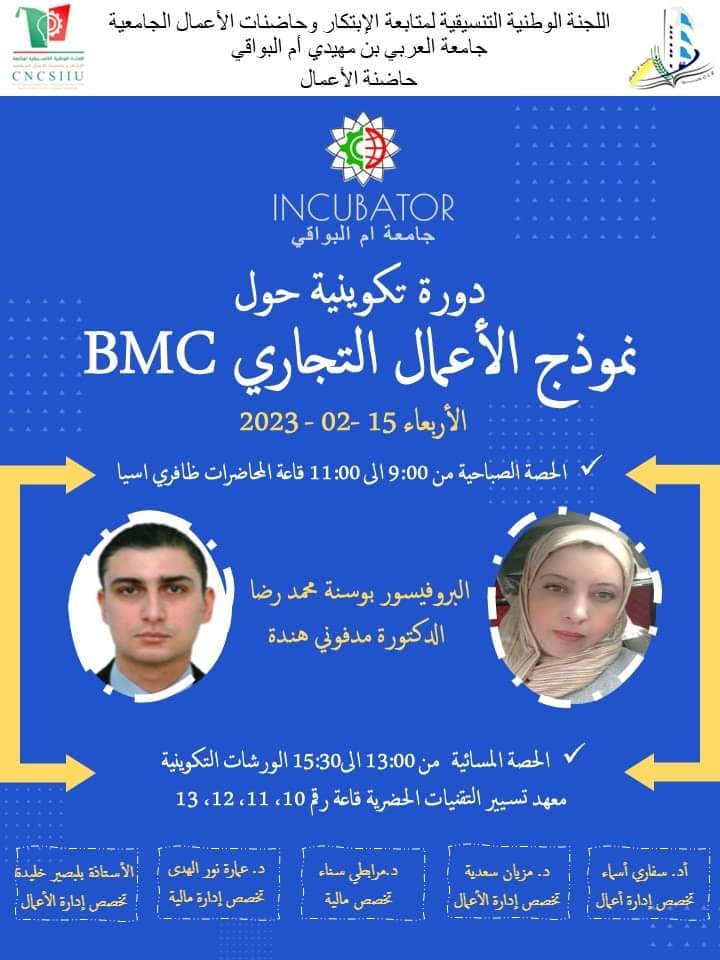 اللجنة الوطنية التنسيقية لمتابعة الإبتكار وحاضنات الأعمال الجامعية
جامعة العربي بن مهيدي أم البواقي
حاضنة الأعمال
CNCSIIU
INCUBATOR
جامعة ام البواقي
دورة تكوينية حول
نموذج الأعمال التجاري BMC
الأربعاء 15 -02 - 2023
الحصة الصباحية من 9:00 الى 11:00 قاعة المحاضرات ظافري اسيا
البروفيسور بوسنة محمد رضا
الدكتورة مدفوني هندة
الحصة المسائية من 13:00 الى15:30 الورشات التكوينية
معهد تسيير التقنيات الحضرية قاعة رقم 10، 11، 12، 13
أد. سفاري أسماء
تخصص إدارة أعمال
د. مزيان سعدية
تخصص إدارة الأعمال
د.مرابطي سناء
تخصص مالية
د. عمارة نور الهدى
تخصص إدارة مالية
الأستاذة بلبصير خليدة
تخصص إدارة الأعمال